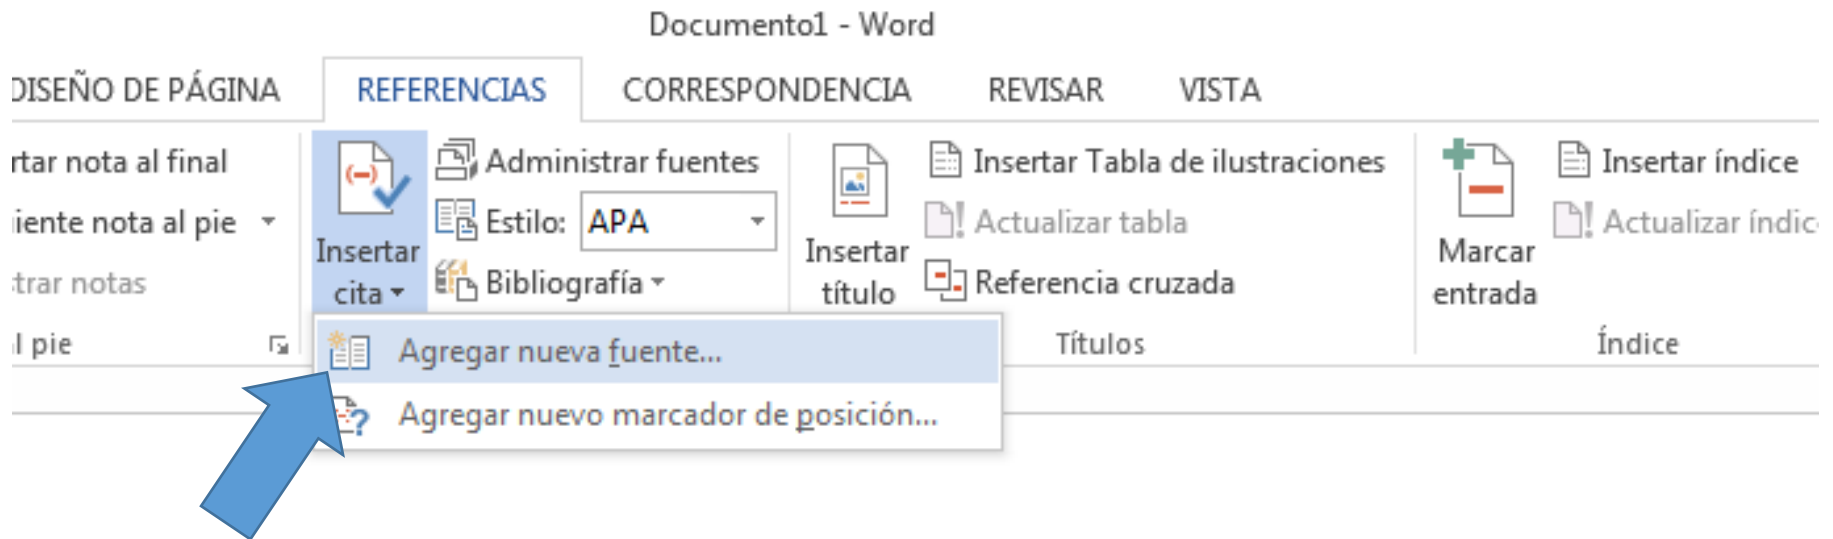 Documento1 - Word
DISEÑO DE PÁGINA REFERENCIAS CORRESPONDENCIA REVISAR VISTA
rtar nota al final
iente nota al pie
trar notas
l pie
Insertar
cita
Administrar fuentes
Estilo: APA
Bibliografía
Insertar
título
Insertar Tabla de ilustraciones
Actualizar tabla
Referencia cruzada
Títulos
Marcar
entrada
Insertar índice
Actualizar índic
Índice
Agregar nueva fuente...
Agregar nuevo marcador de posición...